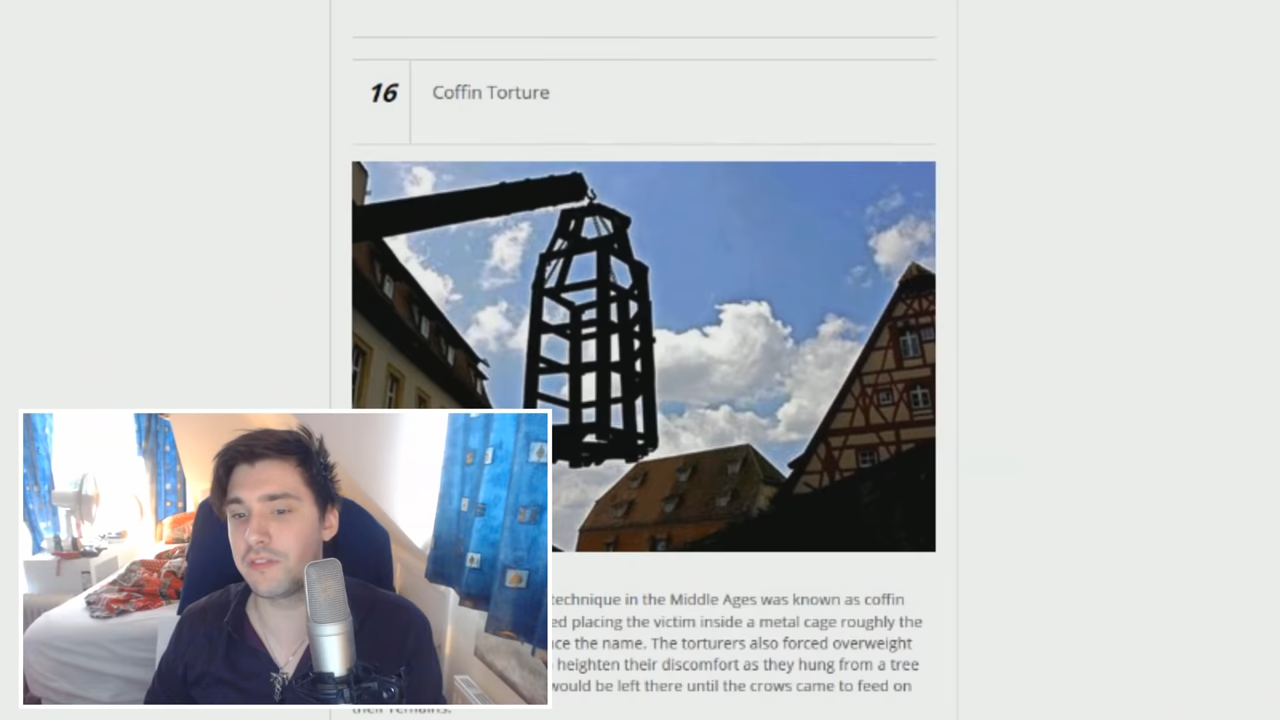 16
Coffin Torture
technique in the Middle Ages was known as coffin
ed placing the victim inside a metal cage roughly the
ce the name. The torturers also forced overweight
heighten their discomfort as they hung from a tree
would be left there until the crows came to feed on
their remains.